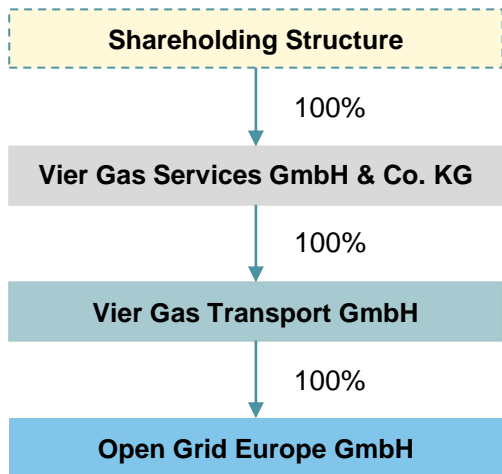 Shareholding Structure
100%
Vier Gas Services GmbH & Co. KG
100%
Vier Gas Transport GmbH
100%
Open Grid Europe GmbH